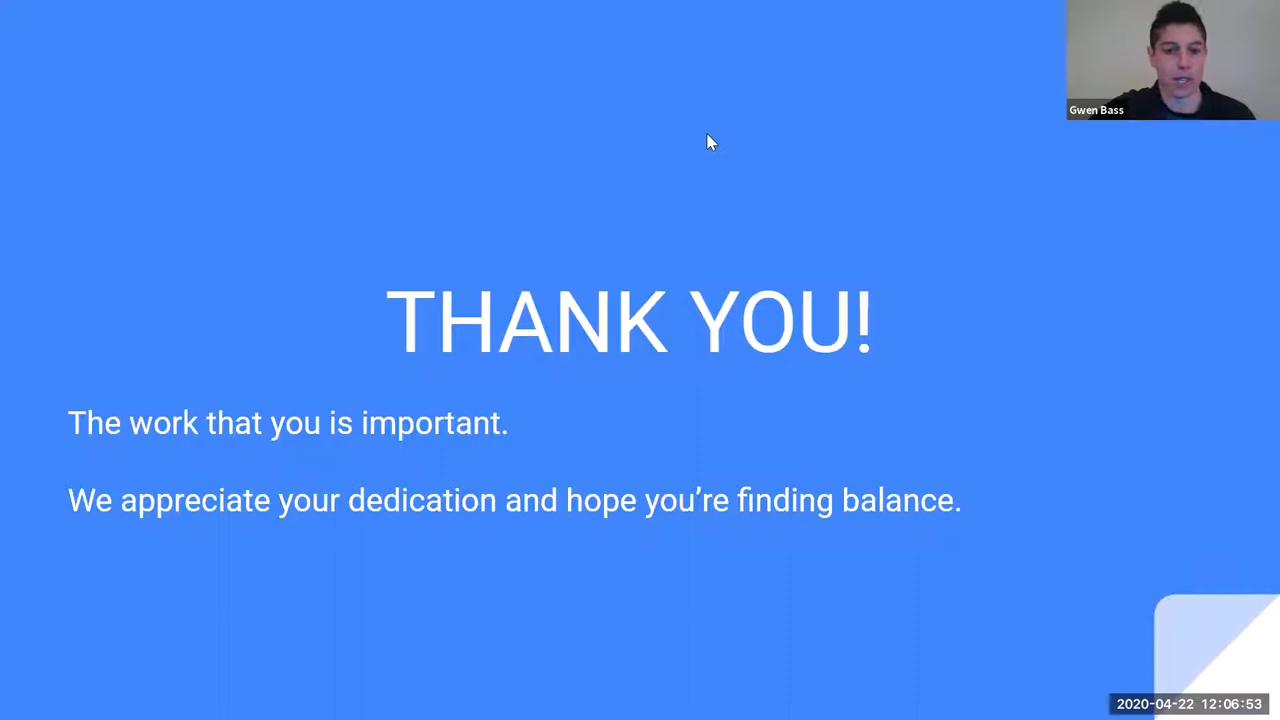 Gwen Bass
THANK YOU!
The work that you is important.
We appreciate your dedication and hope you’re finding balance.
2020-04-22 12:06:53